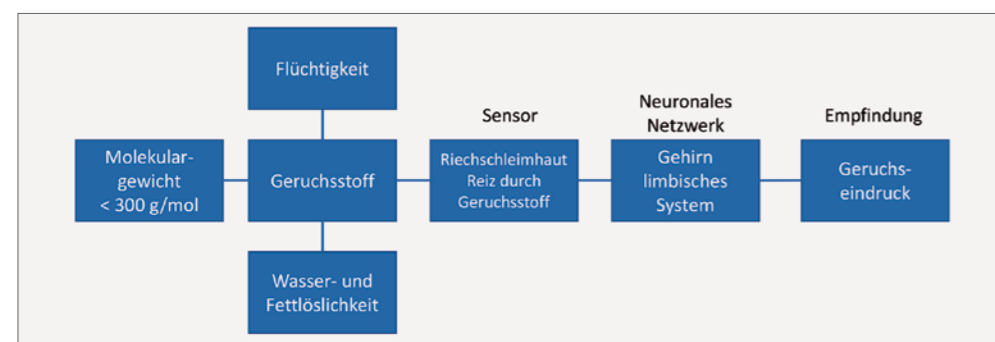 Flüchtigkeit
Sensor
Neuronales
Netzwerk
Empfindung
Molekular-
gewicht
< 300 g/mol
Geruchsstoff
Riechschleimhaut
Reiz durch
Geruchsstoff
Gehirn
limbisches
System
Geruchs-
eindruck
Wasser- und
Fettlöslichkeit